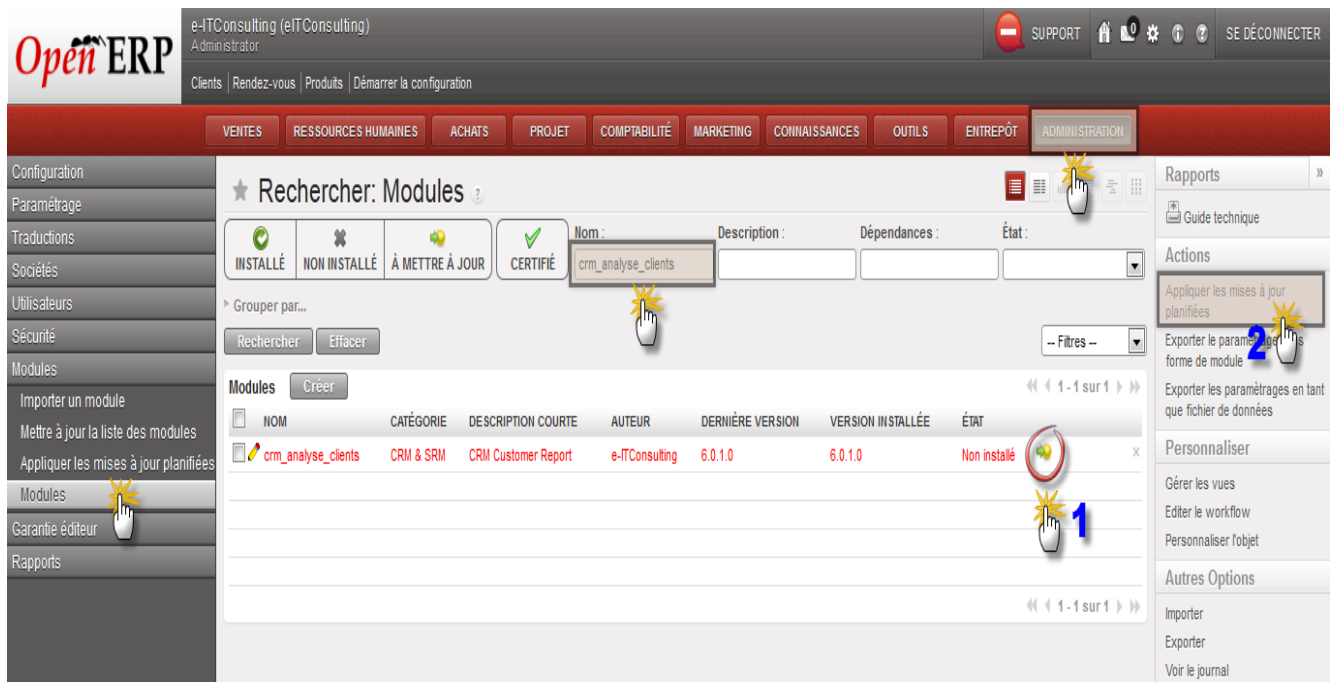 Open ERP
e-ITConsulting (eITConsulting)
Administrator
Clients | Rendez-vous | Produits | Démarrer la configuration
SUPPORT
0
SE DÉCONNECTER
VENTES RESSOURCES HUMAINES ACHATS PROJET COMPTABILITÉ MARKETING CONNAISSANCES OUTILS ENTREPÔT ADMINISTRATION
Configuration
Paramétrage
Traductions
Sociétés
Utilisateurs
Sécurité
Modules
Importer un module
Mettre à jour la liste des modules
Appliquer les mises à jour planifiées
Modules
Garantie éditeur
Rapports
Rechercher: Modules ?
INSTALLÉ NON INSTALLÉ À METTRE À JOUR CERTIFIÉ
Nom : Description : Dépendances : État :
crm_analyse_clients
Grouper par...
Rechercher Effacer
-- Filtres --
Modules Créer
1 - 1 sur 1
NOM CATÉGORIE DESCRIPTION COURTE AUTEUR DERNIÈRE VERSION VERSION INSTALLÉE ÉTAT
crm_analyse_clients CRM & SRM CRM Customer Report e-ITConsulting 6.0.1.0 6.0.1.0 Non installé
1
1 - 1 sur 1
Rapports »
Guide technique
Actions
Appliquer les mises à jour
planifiées
2
Exporter le
forme de module
Exporter les paramètrages en tant
que fichier de données
Personnaliser
Gérer les vues
Editer le workflow
Personnaliser l'objet
Autres Options
Importer
Exporter
Voir le journal